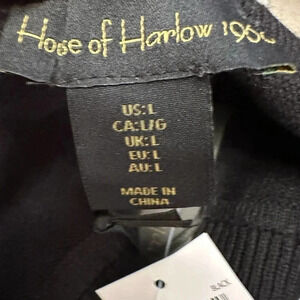 House of Harlow 1960
US: L
CA: L/G
UK: L
EU: L
AU: L
MADE IN
CHINA
BLACK